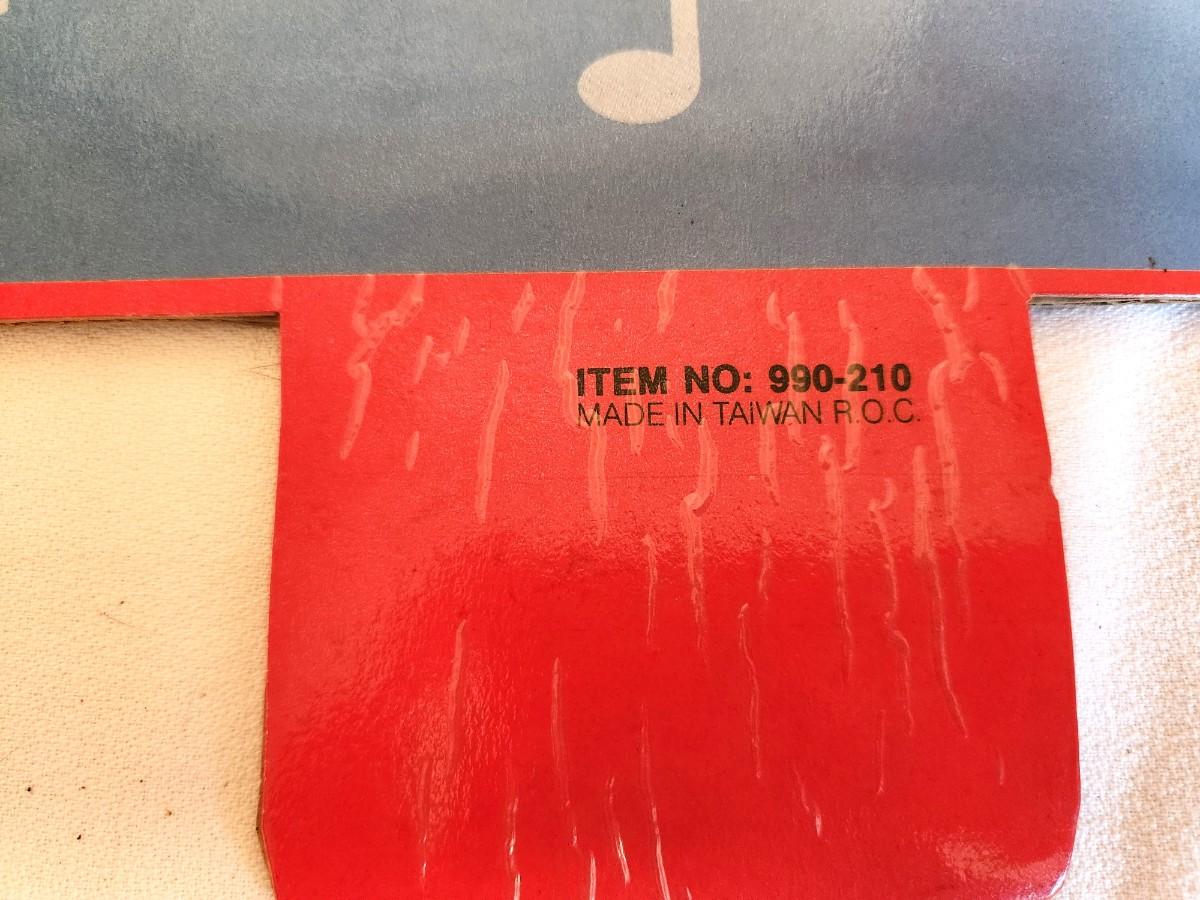 ITEM NO: 990-210
MADE IN TAIWAN R.O.C.